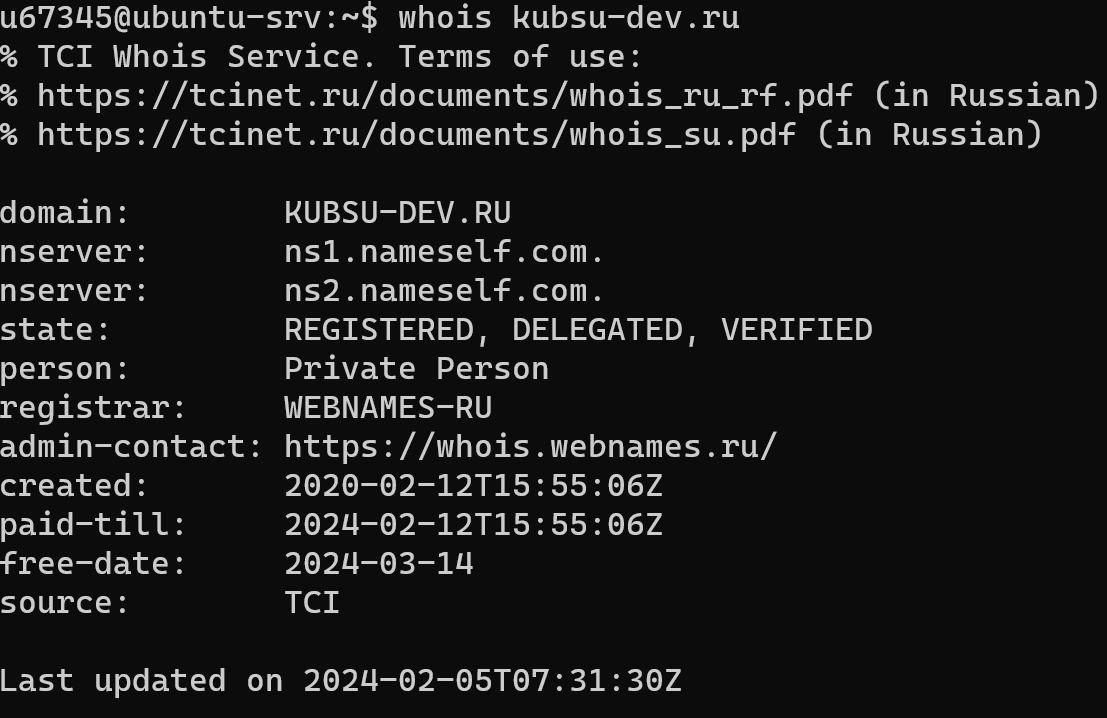 u67345@ubuntu-srv:~$ whois kubsu-dev.ru
% TCI Whois Service. Terms of use:
% https://tcinet.ru/documents/whois_ru_rf.pdf (in Russian)
% https://tcinet.ru/documents/whois_su.pdf (in Russian)

domain:        KUBSU-DEV.RU
nserver:       ns1.nameself.com.
nserver:       ns2.nameself.com.
state:         REGISTERED, DELEGATED, VERIFIED
person:        Private Person
registrar:     WEBNAMES-RU
admin-contact: https://whois.webnames.ru/
created:       2020-02-12T15:55:06Z
paid-till:     2024-02-12T15:55:06Z
free-date:     2024-03-14
source:        TCI

Last updated on 2024-02-05T07:31:30Z